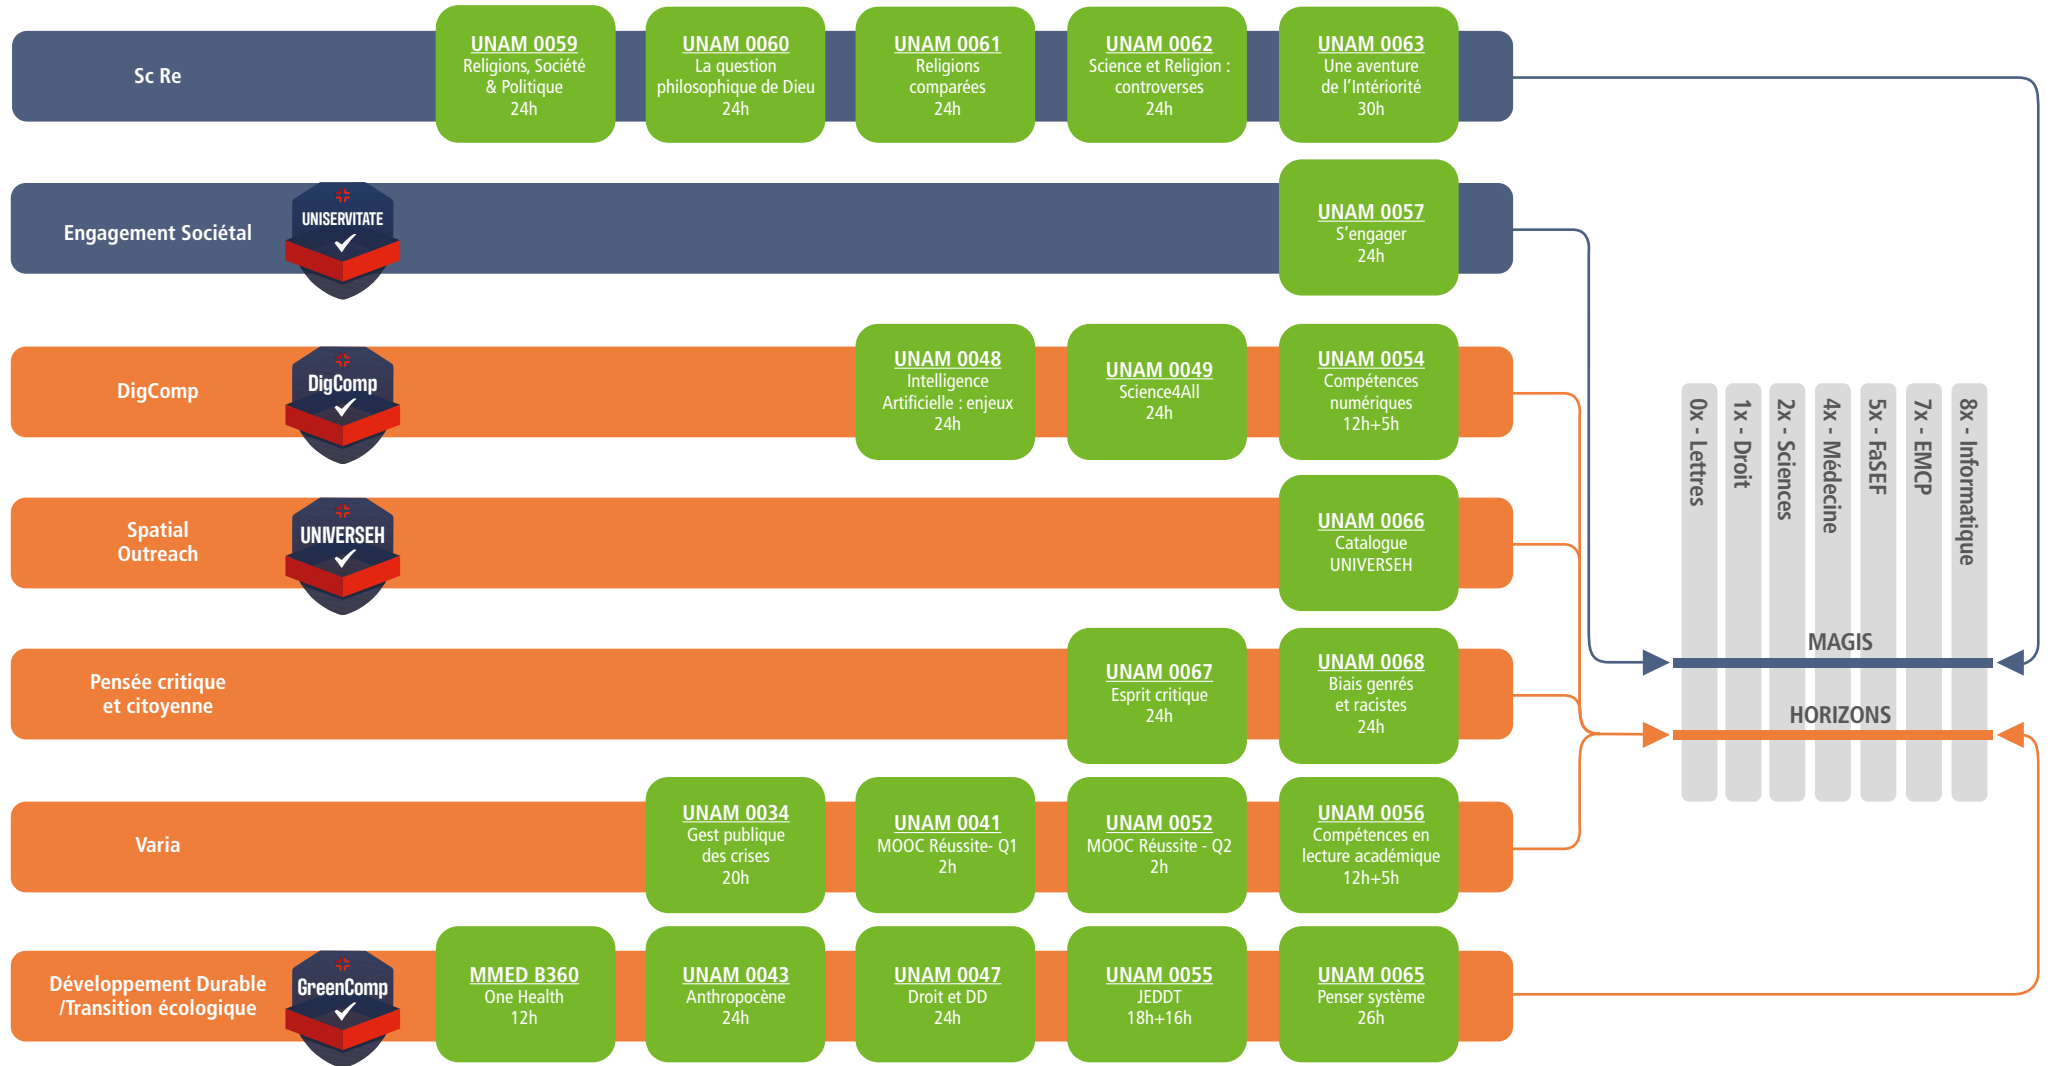 Sc Re
UNAM 0059
Religions, Société
& Politique
24h
UNAM 0060
La question
philosophique de Dieu
24h
UNAM 0061
Religions
comparées
24h
UNAM 0062
Science et Religion :
controverses
24h
UNAM 0063
Une aventure
de l’Intériorité
30h
Engagement Sociétal
UNISERVITATE
UNAM 0057
S’engager
24h
DigComp
DigComp
UNAM 0048
Intelligence
Artificielle : enjeux
24h
UNAM 0049
Science4All
24h
UNAM 0054
Compétences
numériques
12h+5h
Spatial
Outreach
UNIVERSEH
UNAM 0066
Catalogue
UNIVERSEH
Pensée critique
et citoyenne
UNAM 0067
Esprit critique
24h
UNAM 0068
Biais genrés
et racistes
24h
Varia
UNAM 0034
Gest publique
des crises
20h
UNAM 0041
MOOC Réussite- Q1
2h
UNAM 0052
MOOC Réussite - Q2
2h
UNAM 0056
Compétences en
lecture académique
12h+5h
Développement Durable
/Transition écologique
GreenComp
MMED B360
One Health
12h
UNAM 0043
Anthropocène
24h
UNAM 0047
Droit et DD
24h
UNAM 0055
JEDDT
18h+16h
UNAM 0065
Penser système
26h
0x - Lettres
1x - Droit
2x - Sciences
4x - Médecine
5x - FaSEF
7x - EMCP
8x - Informatique
MAGIS
HORIZONS